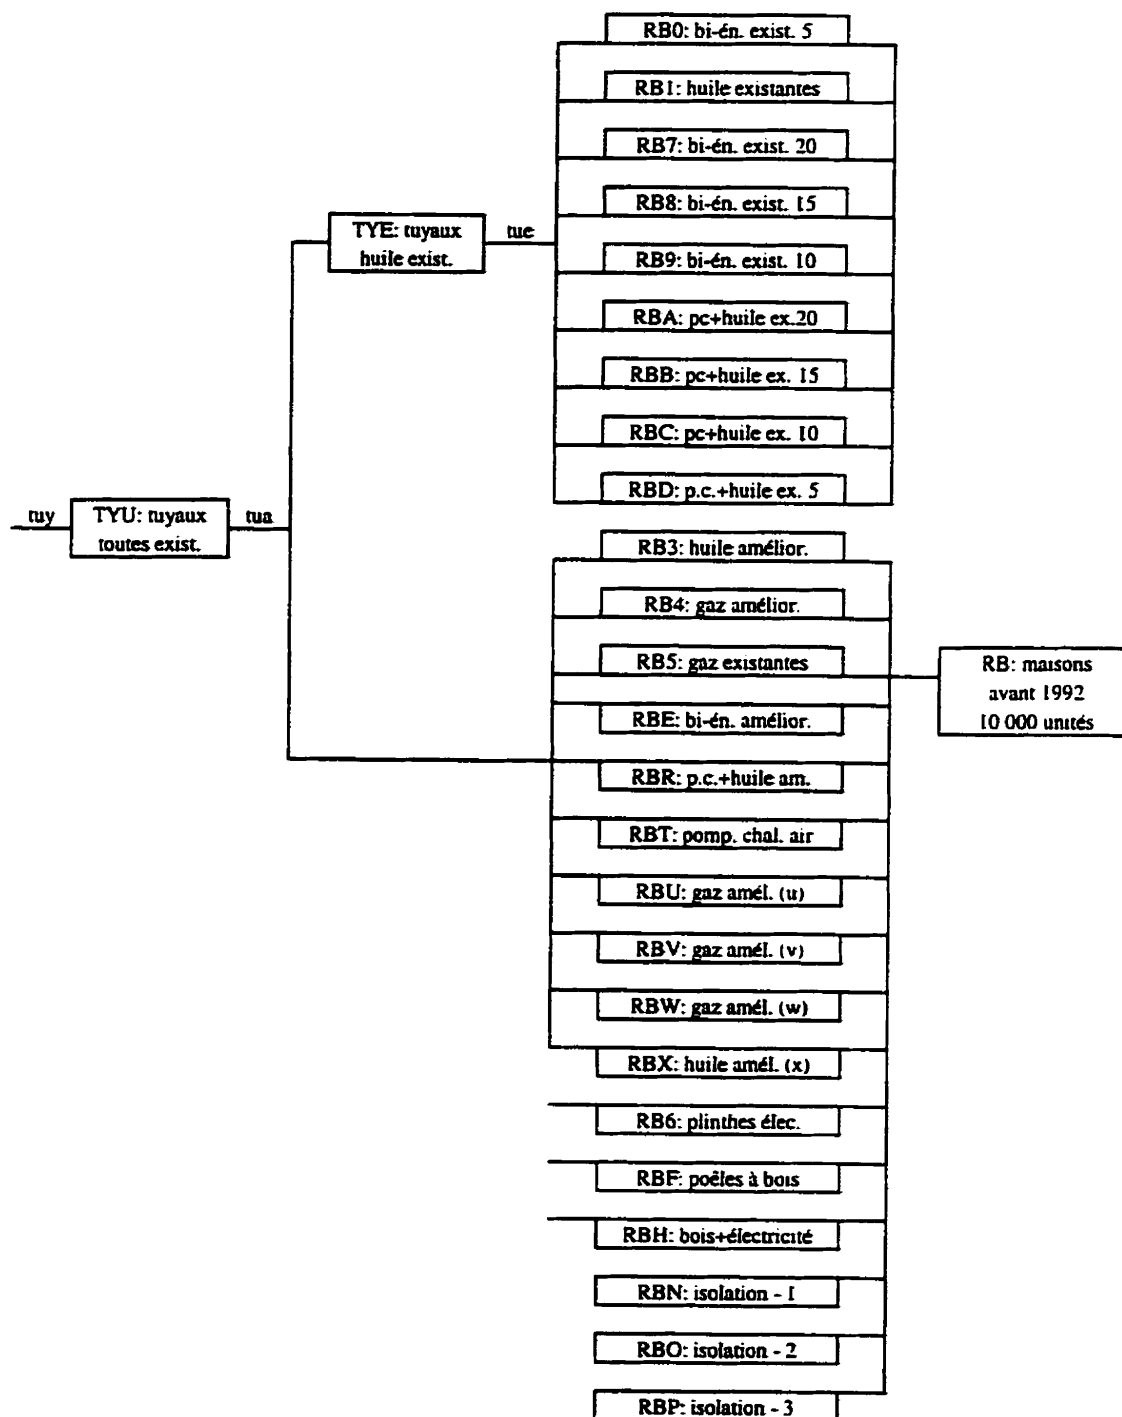 RB0: bi-én. exist. 5
RB1: huile existantes
RB7: bi-én. exist. 20
RB8: bi-én. exist. 15
TYE: tuyaux
huile exist.
tue
RB9: bi-én. exist. 10
RBA: pc+huile ex.20
RBB: pc+huile ex. 15
RBC: pc+huile ex. 10
RBD: p.c.+huile ex. 5
tuy
TYU: tuyaux
toutes exist.
tua
RB3: huile amélior.
RB4: gaz amélior.
RB5: gaz existantes
RB: maisons
avant 1992
10 000 unités
RBE: bi-én. amélior.
RBR: p.c.+huile am.
RBT: pomp. chal. air
RBU: gaz amél. (u)
RBV: gaz amél. (v)
RBW: gaz amél. (w)
RBX: huile amél. (x)
RB6: plinthes élec.
RBF: poêles à bois
RBH: bois+électricité
RBN: isolation - 1
RBO: isolation - 2
RBP: isolation - 3